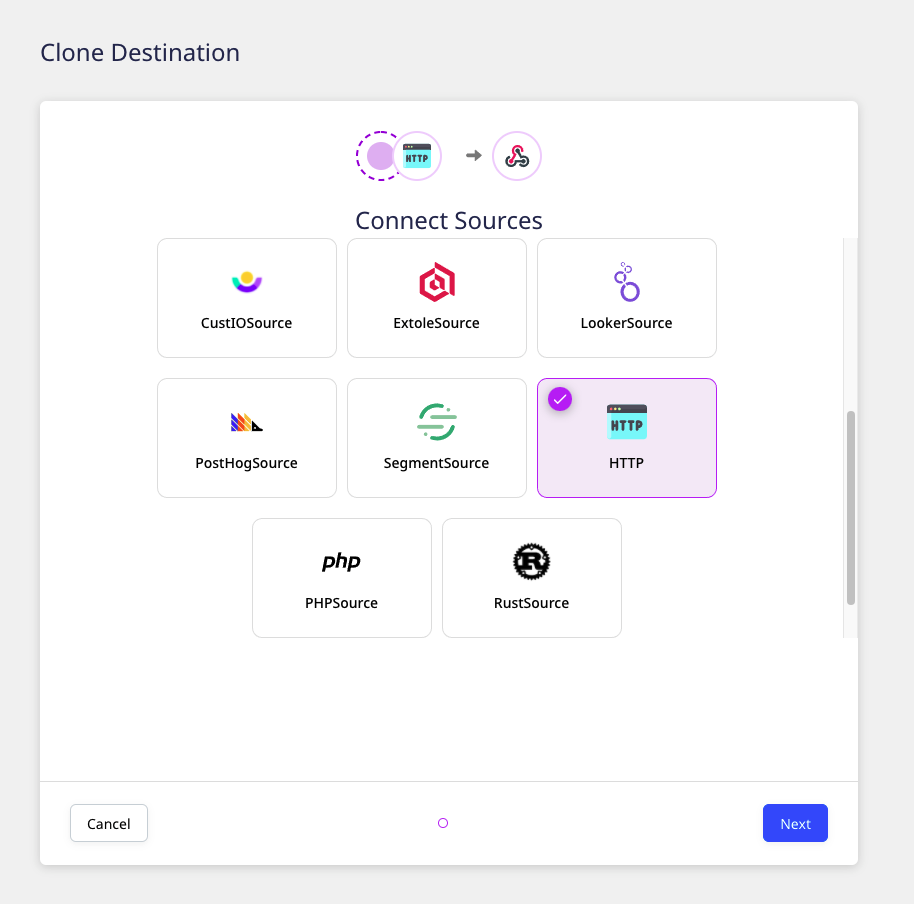 Clone Destination
HTTP
Connect Sources
CustIOSource
ExtoleSource
LookerSource
PostHogSource
SegmentSource
HTTP
HTTP
php
PHPSource
R
RustSource
Cancel
Next